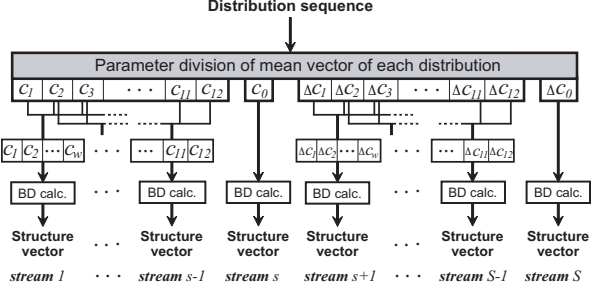 Distribution sequence
Parameter division of mean vector of each distribution
c1 c2 c3 · · · c11 c12 c0 Δc1 Δc2 Δc3 · · · Δc11 Δc12 Δc0
c1 c2 ··· cw · · · ··· c11 c12 Δc1 Δc2 ··· Δcw · · · ··· Δc11 Δc12
BD calc. · · · BD calc. BD calc. BD calc. · · · BD calc. BD calc.
Structure Structure Structure Structure Structure Structure
vector · · · vector vector vector · · · vector vector
stream 1 · · · stream s-1 stream s stream s+1 · · · stream S-1 stream S